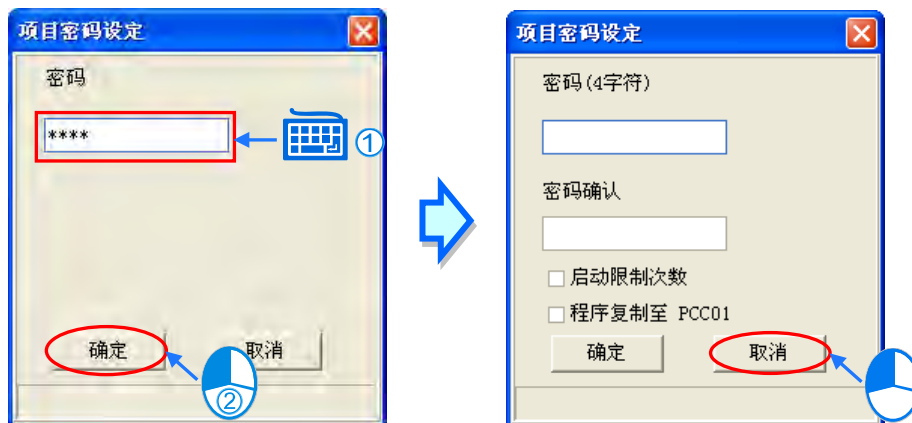 项目密码设定
密码
****
①
确定
取消
②
项目密码设定
密码(4字符)
密码确认
启动限制次数
程序复制至 PCC01
确定
取消